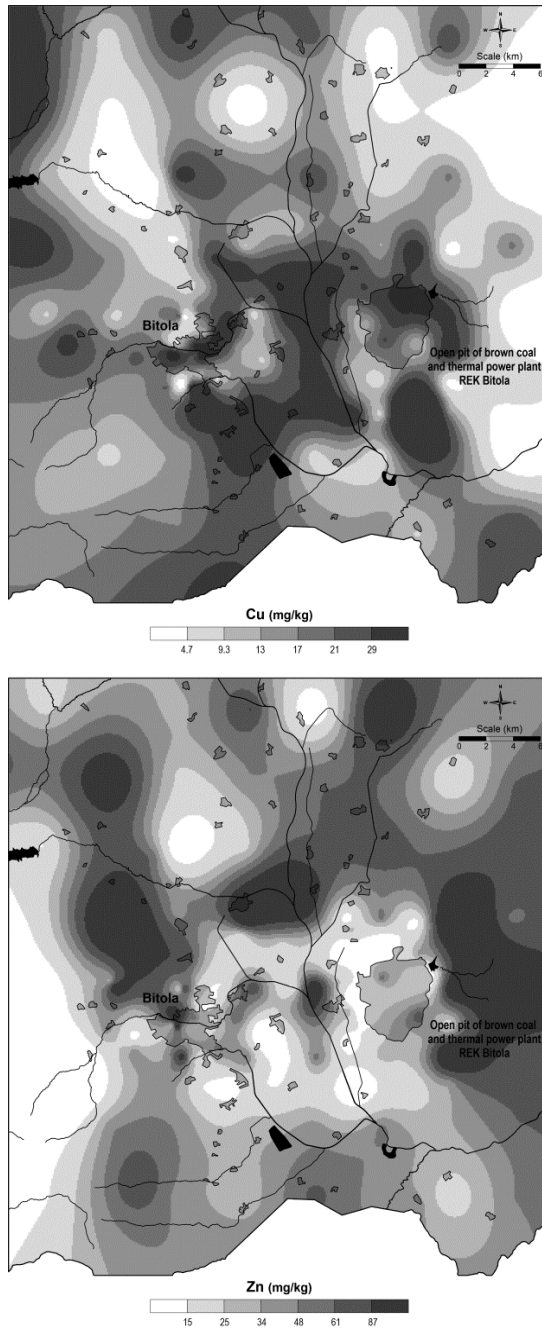 N
W E
S
Scale (km)
0 2 4 6
Bitola
Open pit of brown coal
and thermal power plant
REK Bitola
Cu (mg/kg)
4.7 9.3 13 17 21 29
N
W E
S
Scale (km)
0 2 4 6
Bitola
Open pit of brown coal
and thermal power plant
REK Bitola
Zn (mg/kg)
15 25 34 48 61 87